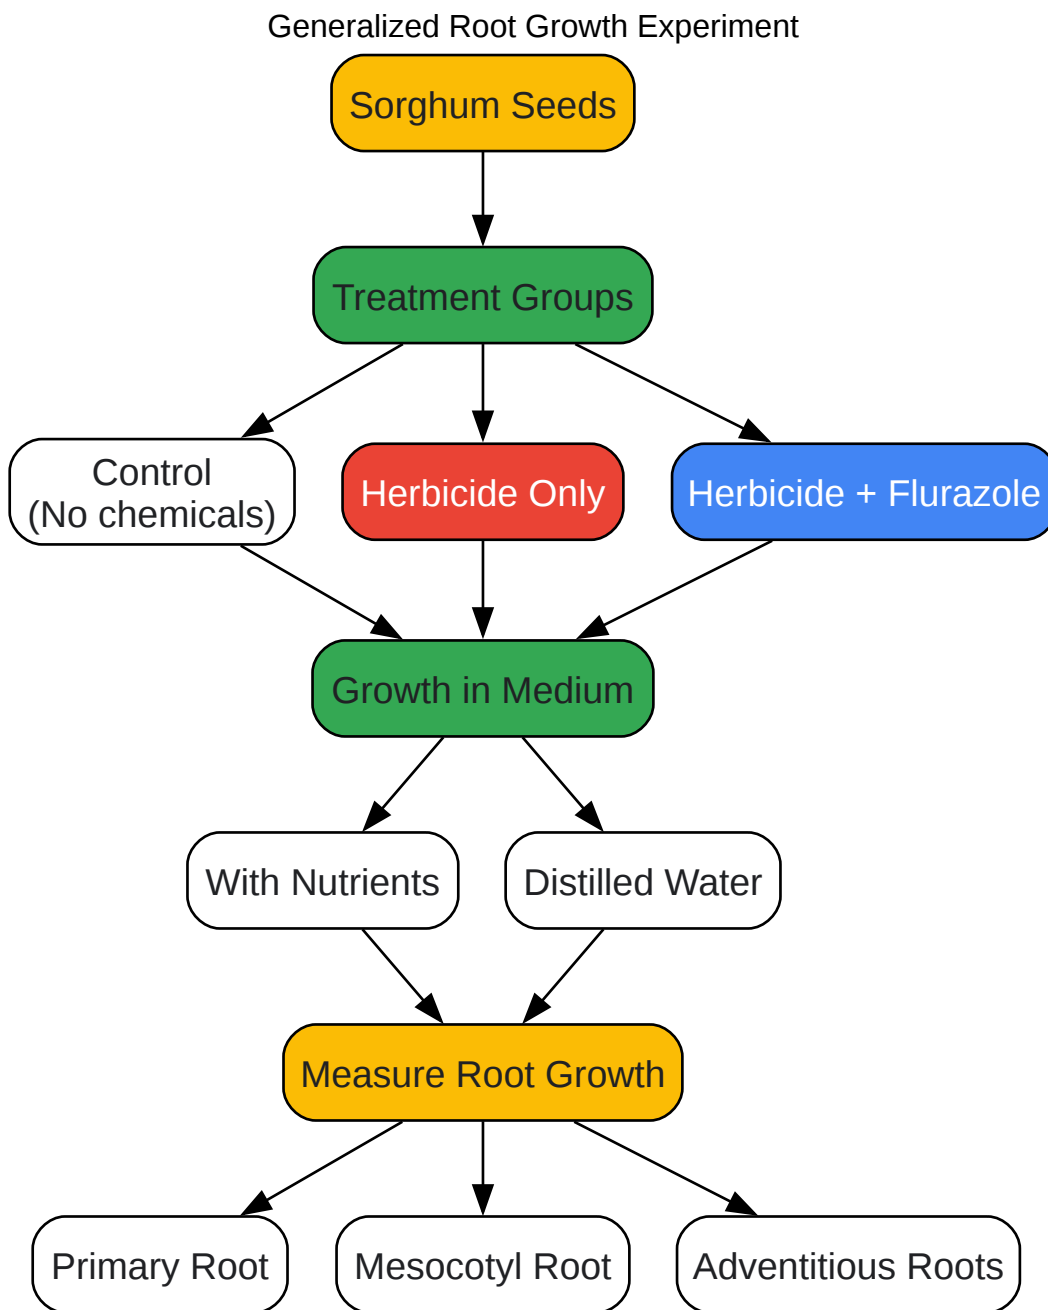 Generalized Root Growth Experiment
Sorghum Seeds
Treatment Groups
Control
(No chemicals)
Herbicide Only
Herbicide + Flurazole
Growth in Medium
With Nutrients
Distilled Water
Measure Root Growth
Primary Root
Mesocotyl Root
Adventitious Roots